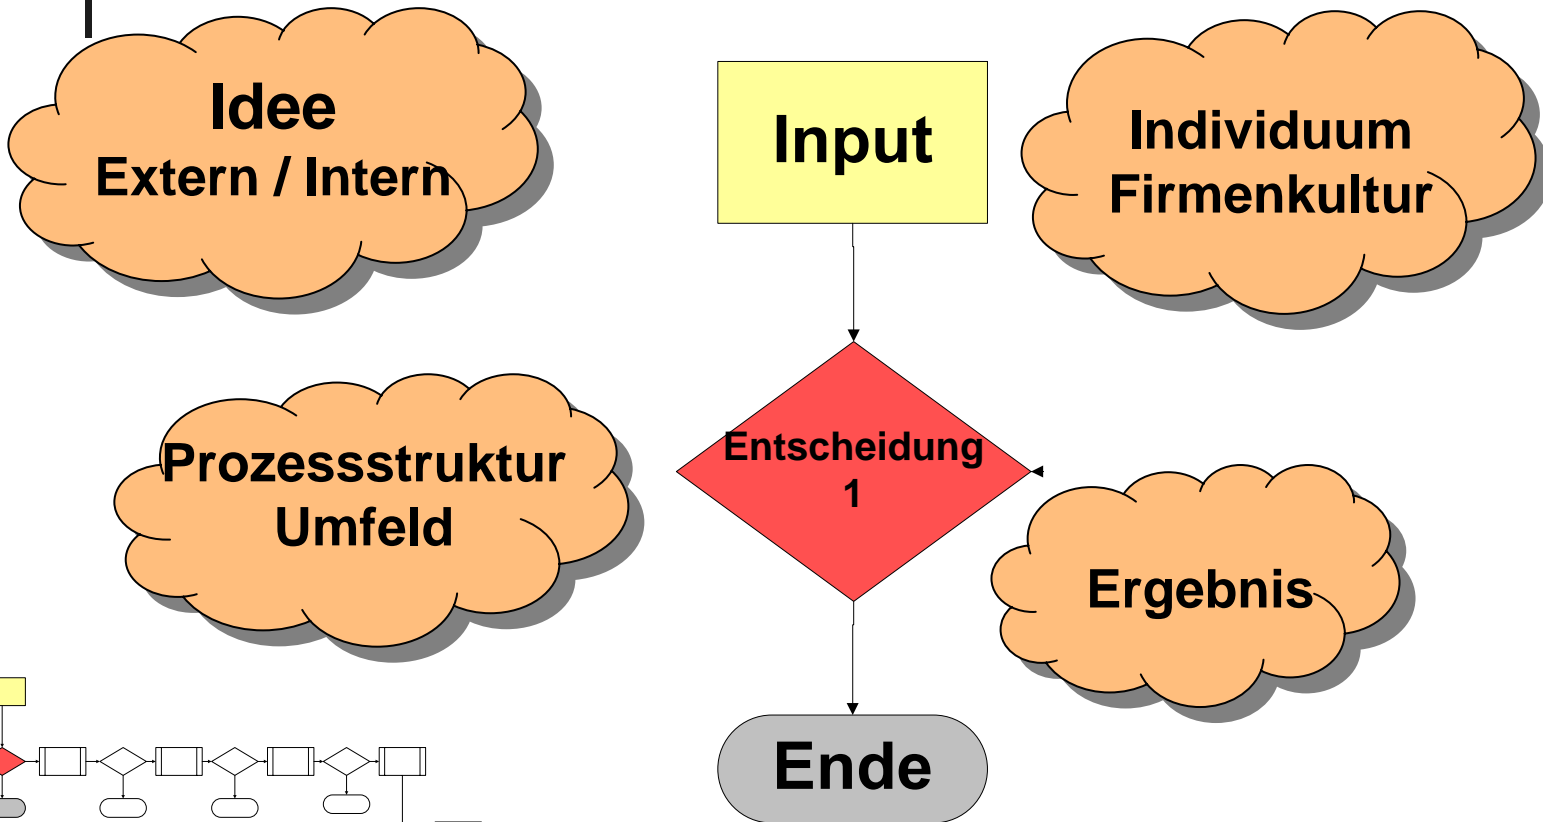 Idee
Extern / Intern
Input
Individuum
Firmenkultur
Prozessstruktur
Umfeld
Entscheidung
1
Ergebnis
Ende